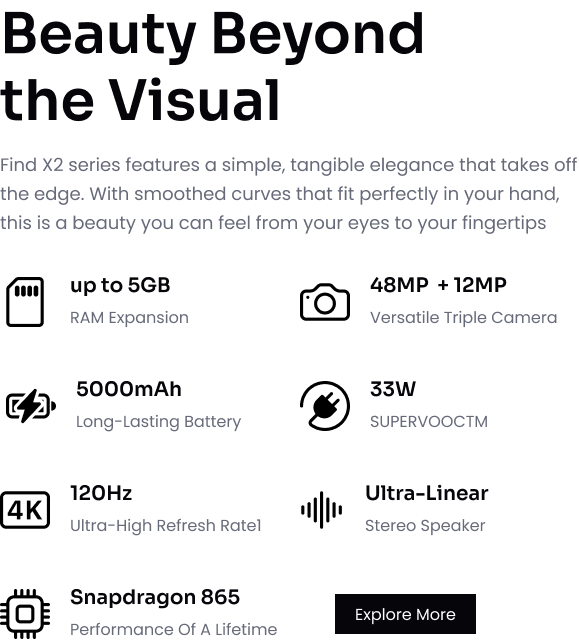 Beauty Beyond
the Visual
Find X2 series features a simple, tangible elegance that takes off
the edge. With smoothed curves that fit perfectly in your hand,
this is a beauty you can feel from your eyes to your fingertips
up to 5GB
RAM Expansion
48MP + 12MP
Versatile Triple Camera
5000mAh
Long-Lasting Battery
33W
SUPERVOOCTM
4K
120Hz
Ultra-High Refresh Rate1
Ultra-Linear
Stereo Speaker
Snapdragon 865
Performance Of A Lifetime
Explore More